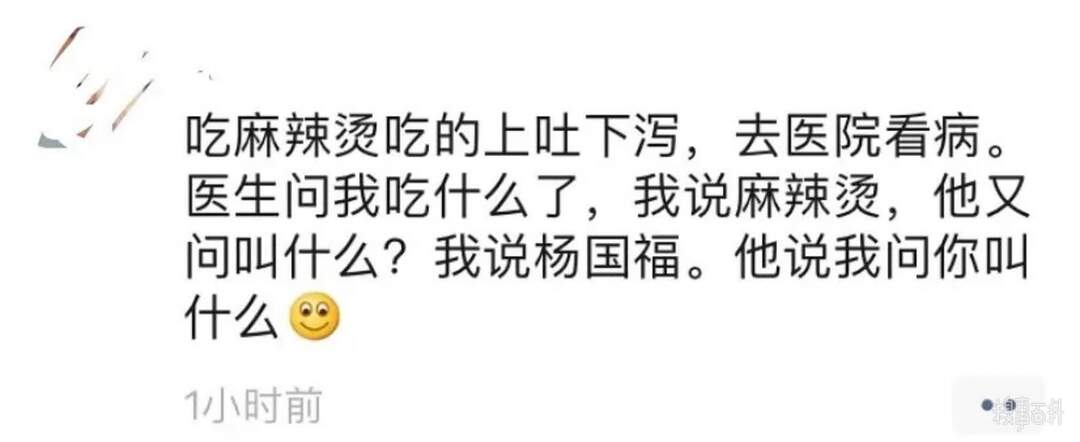 吃麻辣烫吃的上吐下泻，去医院看病。
医生问我吃什么了，我说麻辣烫，他又
问叫什么？我说杨国福。他说我问你叫
什么
1小时前